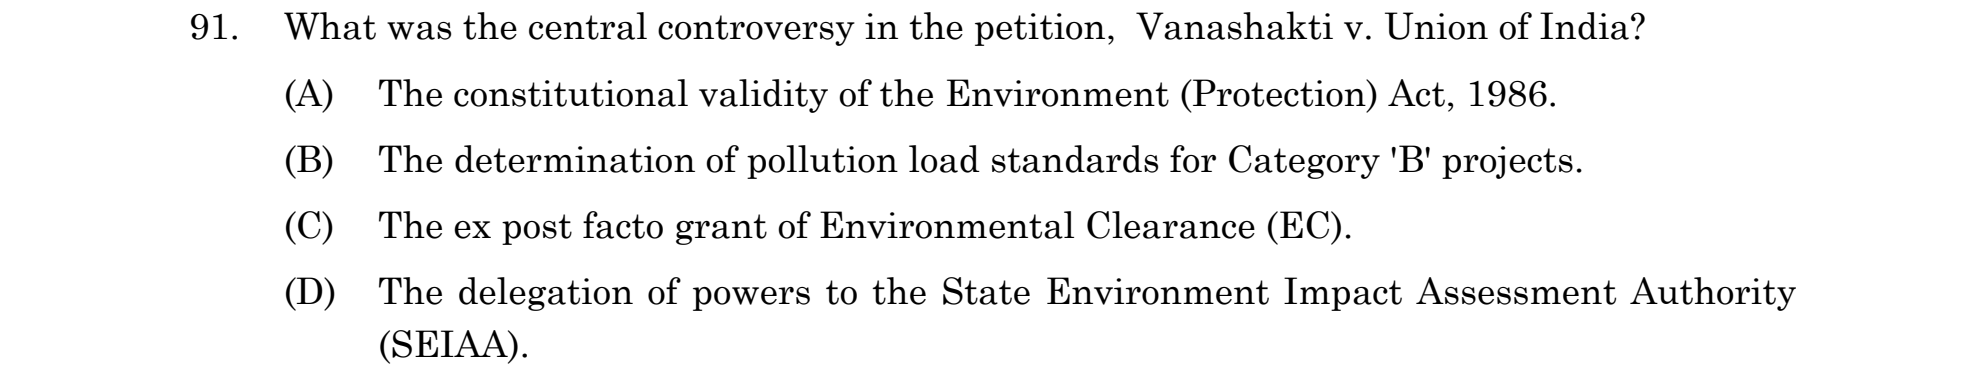 91. What was the central controversy in the petition, Vanashakti v. Union of India?
(A) The constitutional validity of the Environment (Protection) Act, 1986.
(B) The determination of pollution load standards for Category 'B' projects.
(C) The ex post facto grant of Environmental Clearance (EC).
(D) The delegation of powers to the State Environment Impact Assessment Authority
(SEIAA).